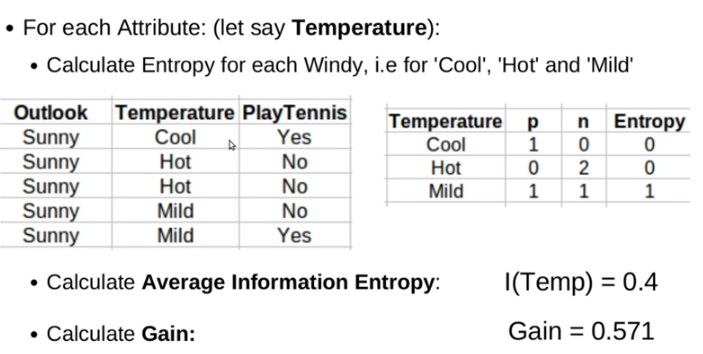 • For each Attribute: (let say Temperature):
• Calculate Entropy for each Windy, i.e for 'Cool', 'Hot' and 'Mild'
Outlook Temperature PlayTennis
Sunny Cool Yes
Sunny Hot No
Sunny Hot No
Sunny Mild No
Sunny Mild Yes
Temperature p n Entropy
Cool 1 0 0
Hot 0 2 0
Mild 1 1 1
• Calculate Average Information Entropy: I(Temp) = 0.4
• Calculate Gain: Gain = 0.571